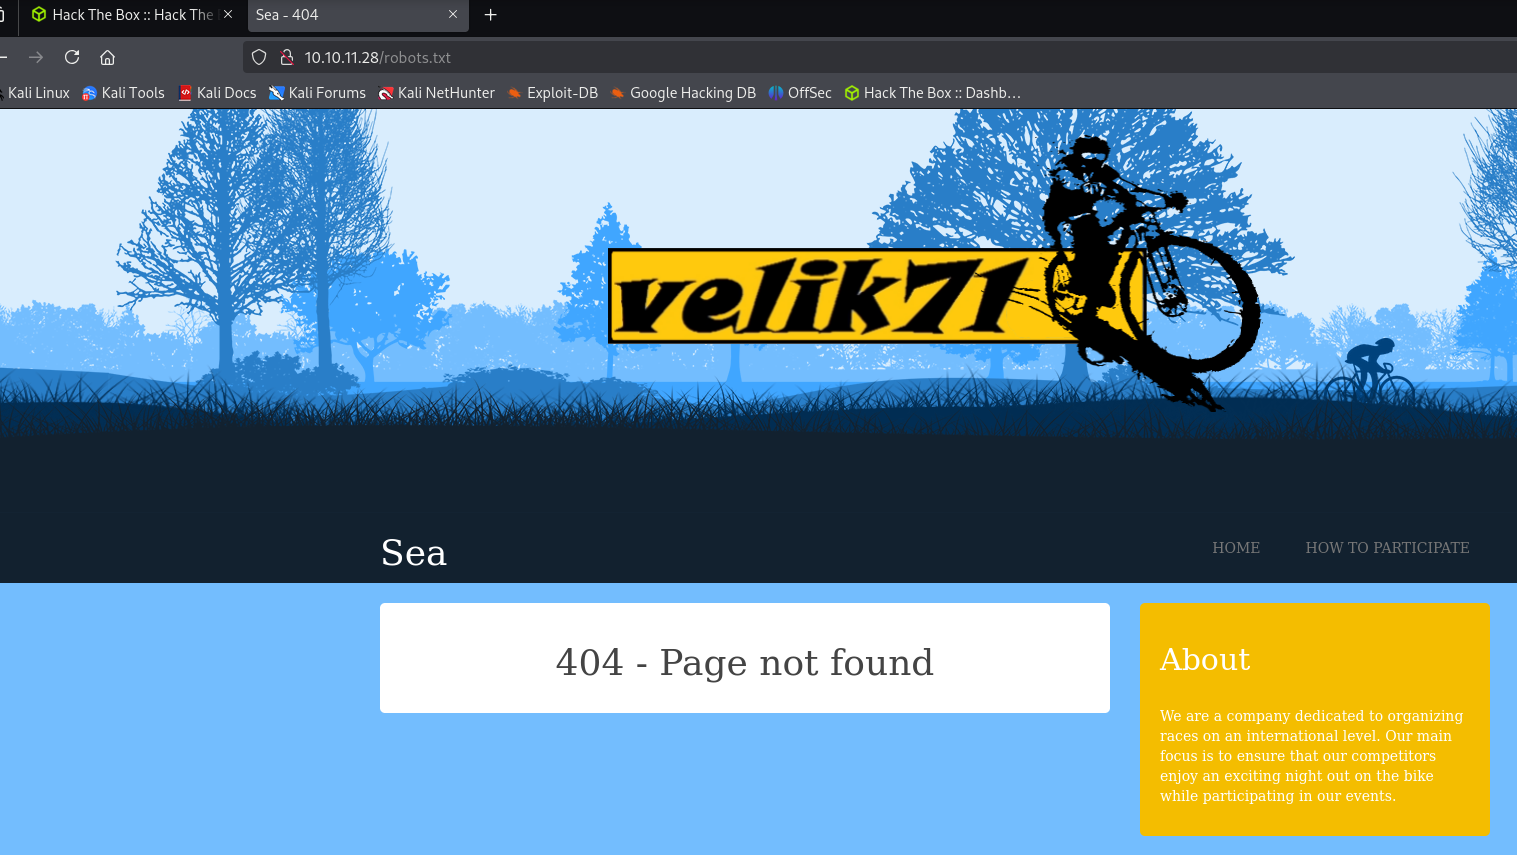 Hack The Box :: Hack The
Sea - 404
10.10.11.28/robots.txt
Kali Linux Kali Tools Kali Docs Kali Forums Kali NetHunter Exploit-DB Google Hacking DB OffSec Hack The Box :: Dashb…
velik71
Sea
HOME HOW TO PARTICIPATE
404 - Page not found
About
We are a company dedicated to organizing
races on an international level. Our main
focus is to ensure that our competitors
enjoy an exciting night out on the bike
while participating in our events.